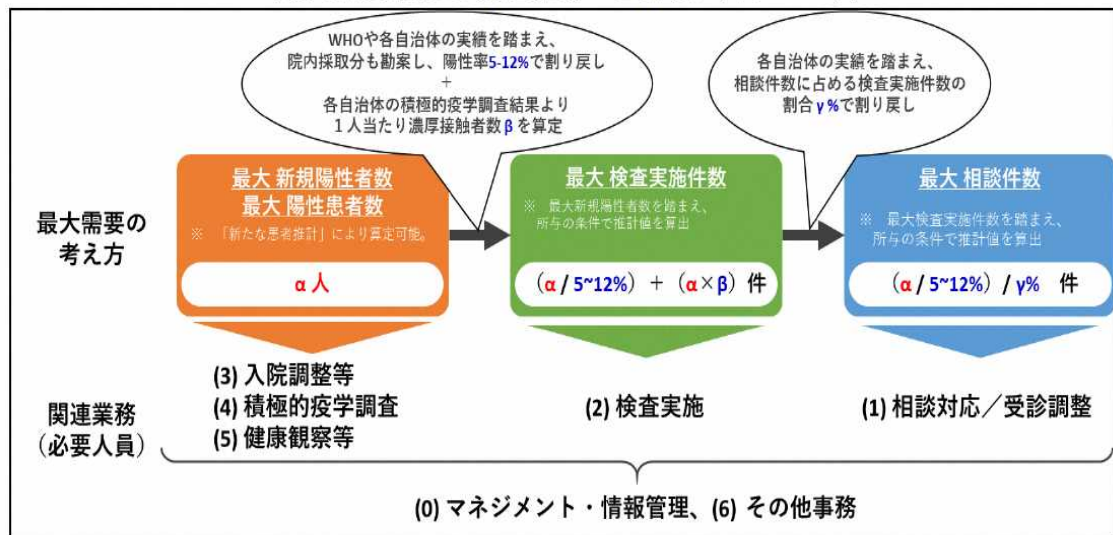 WHOや各自治体の実績を踏まえ、
院内採取分も勘案し、陽性率5-12%で割り戻し
+
各自治体の積極的疫学調査結果より
1人当たり濃厚接触者数βを算定
各自治体の実績を踏まえ、
相談件数に占める検査実施件数の
割合γ%で割り戻し
最大需要の
考え方
最大 新規陽性者数
最大 陽性患者数
※ 「新たな患者推計」により算定可能。
α人
最大 検査実施件数
※ 最大新規陽性者数を踏まえ、
所与の条件で推計値を算出
(α / 5~12%) + (α×β) 件
最大 相談件数
※ 最大検査実施件数を踏まえ、
所与の条件で推計値を算出
(α / 5~12%) / γ% 件
関連業務
(必要人員)
(3) 入院調整等
(4) 積極的疫学調査
(5) 健康観察等
(2) 検査実施
(1) 相談対応/受診調整
(0) マネジメント・情報管理、(6) その他事務